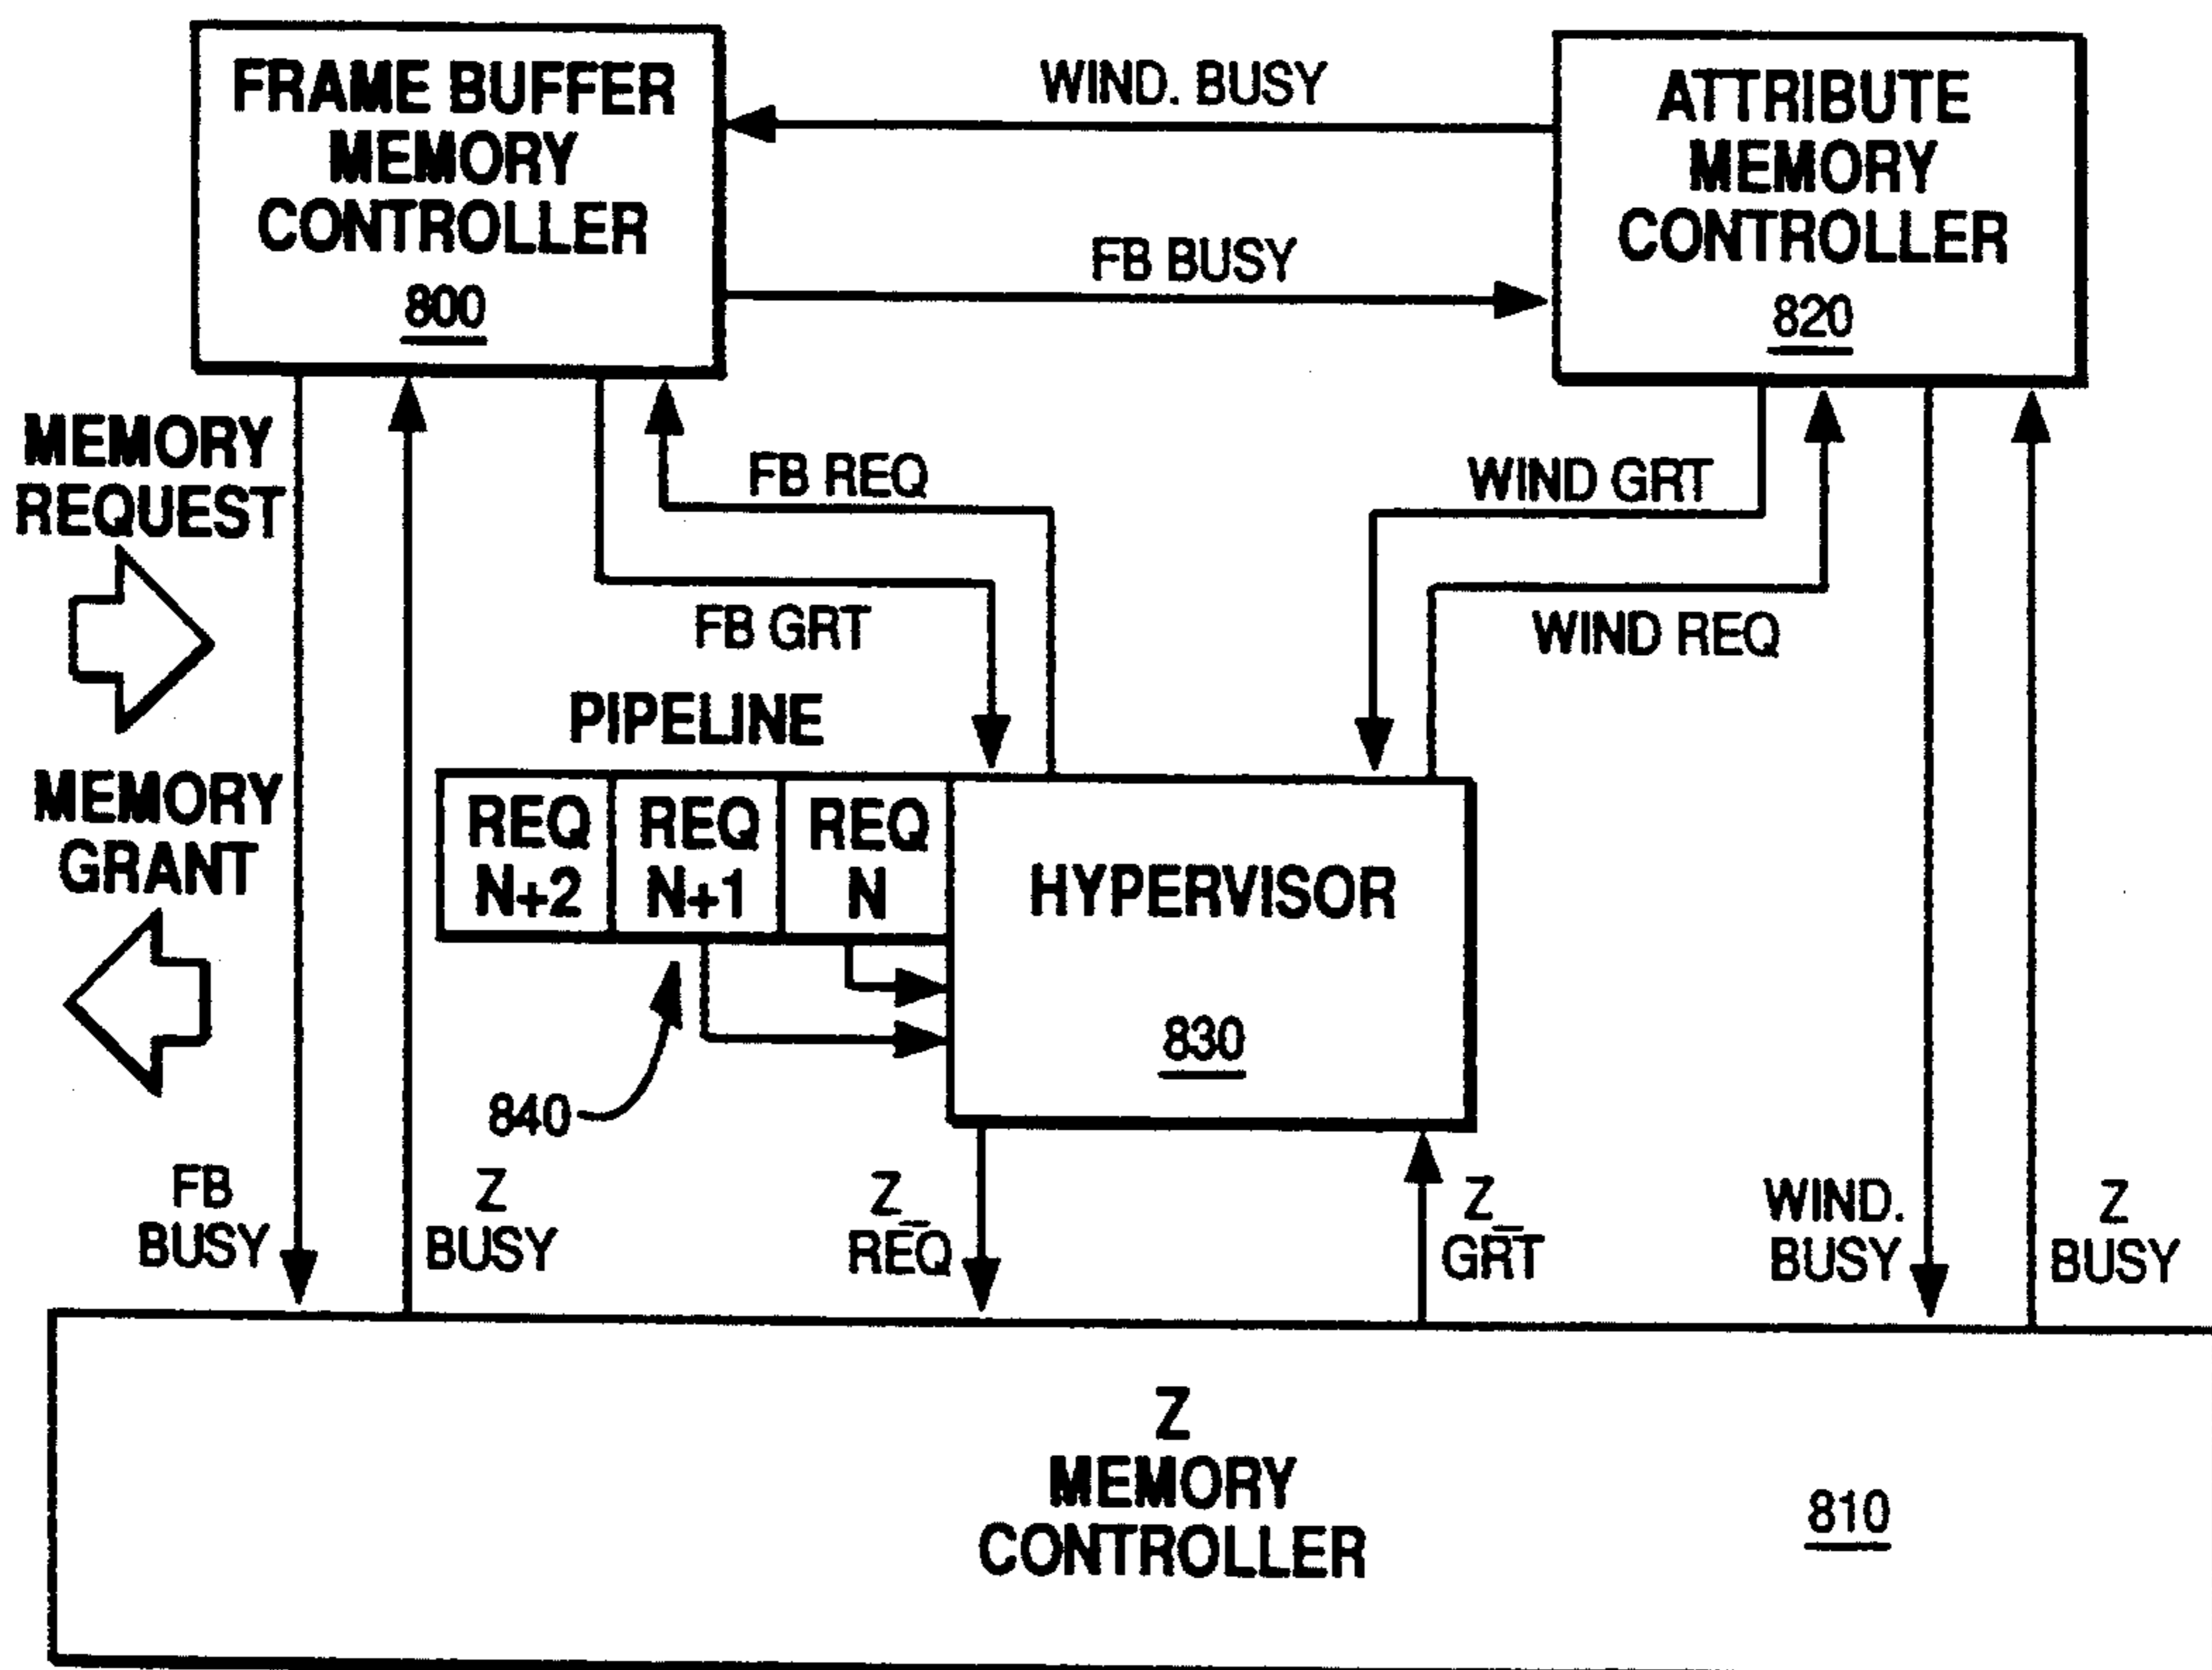 FRAME BUFFER
MEMORY
CONTROLLER
800
WIND. BUSY
FB BUSY
ATTRIBUTE
MEMORY
CONTROLLER
820
MEMORY
REQUEST
FB REQ
FB GRT
WIND GRT
WIND REQ
PIPELINE
MEMORY
GRANT
REQ
N+2
REQ
N+1
REQ
N
HYPERVISOR
830
840
FB
BUSY
Z
BUSY
Z_
REQ
Z_
GRT
WIND.
BUSY
Z
BUSY
Z
MEMORY
CONTROLLER
810